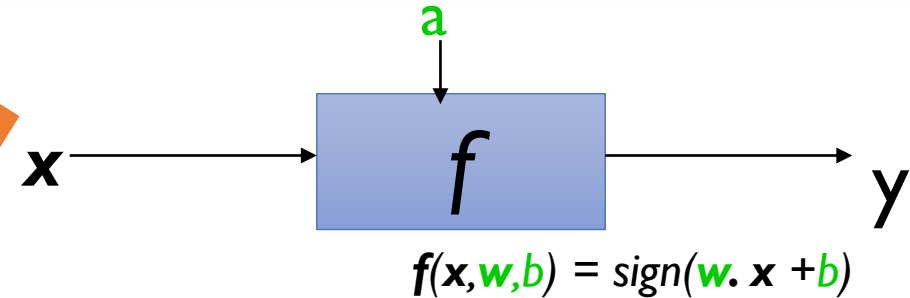 a
x
f
y
f(x,w,b) = sign(w. x +b)